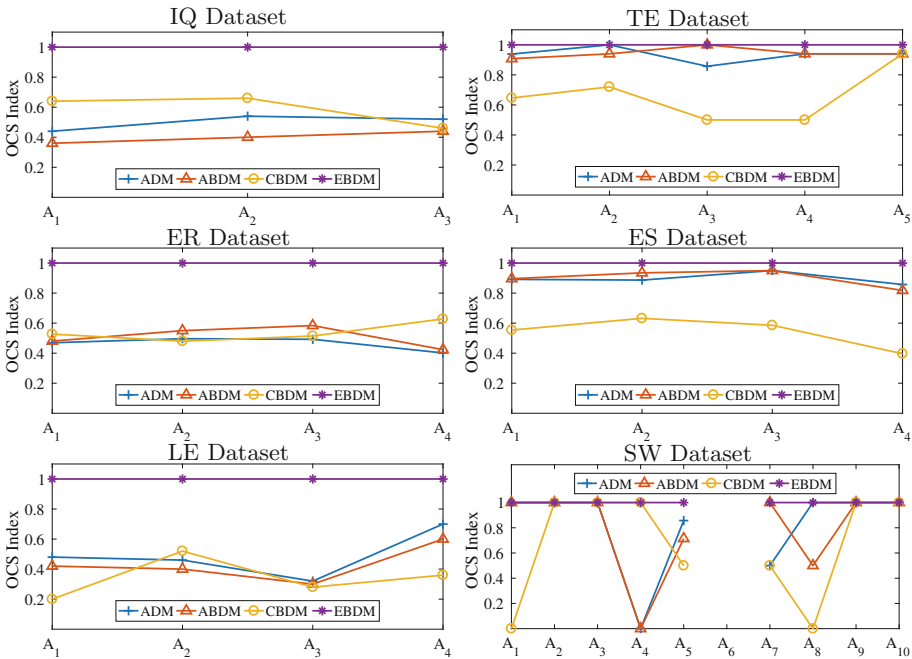 IQ Dataset
OCS Index
1
0.8
0.6
0.4
0.2
ADM ABDM CBDM EBDM
A1 A2 A3
TE Dataset
OCS Index
1
0.8
0.6
0.4
0.2
ADM ABDM CBDM EBDM
A1 A2 A3 A4 A5
ER Dataset
OCS Index
1
0.8
0.6
0.4
0.2
ADM ABDM CBDM EBDM
A1 A2 A3 A4
ES Dataset
OCS Index
1
0.8
0.6
0.4
0.2
ADM ABDM CBDM EBDM
A1 A2 A3 A4
LE Dataset
OCS Index
1
0.8
0.6
0.4
0.2
ADM ABDM CBDM EBDM
A1 A2 A3 A4
SW Dataset
OCS Index
ADM ABDM CBDM EBDM
1
0.8
0.6
0.4
0.2
A1 A2 A3 A4 A5 A6 A7 A8 A9 A10